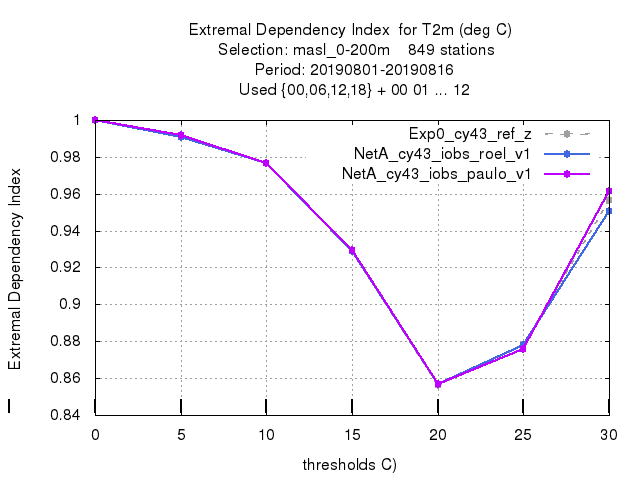 Extremal Dependency Index  for T2m (deg C)
Selection: masl_0-200m    849 stations
Period: 20190801-20190816
Used {00,06,12,18} + 00 01 ... 12
Exp0_cy43_ref_z
NetA_cy43_iobs_roel_v1
NetA_cy43_iobs_paulo_v1
1
0.98
0.96
0.94
0.92
0.9
0.88
0.86
0.84
Extremal Dependency Index
0 5 10 15 20 25 30
thresholds C)